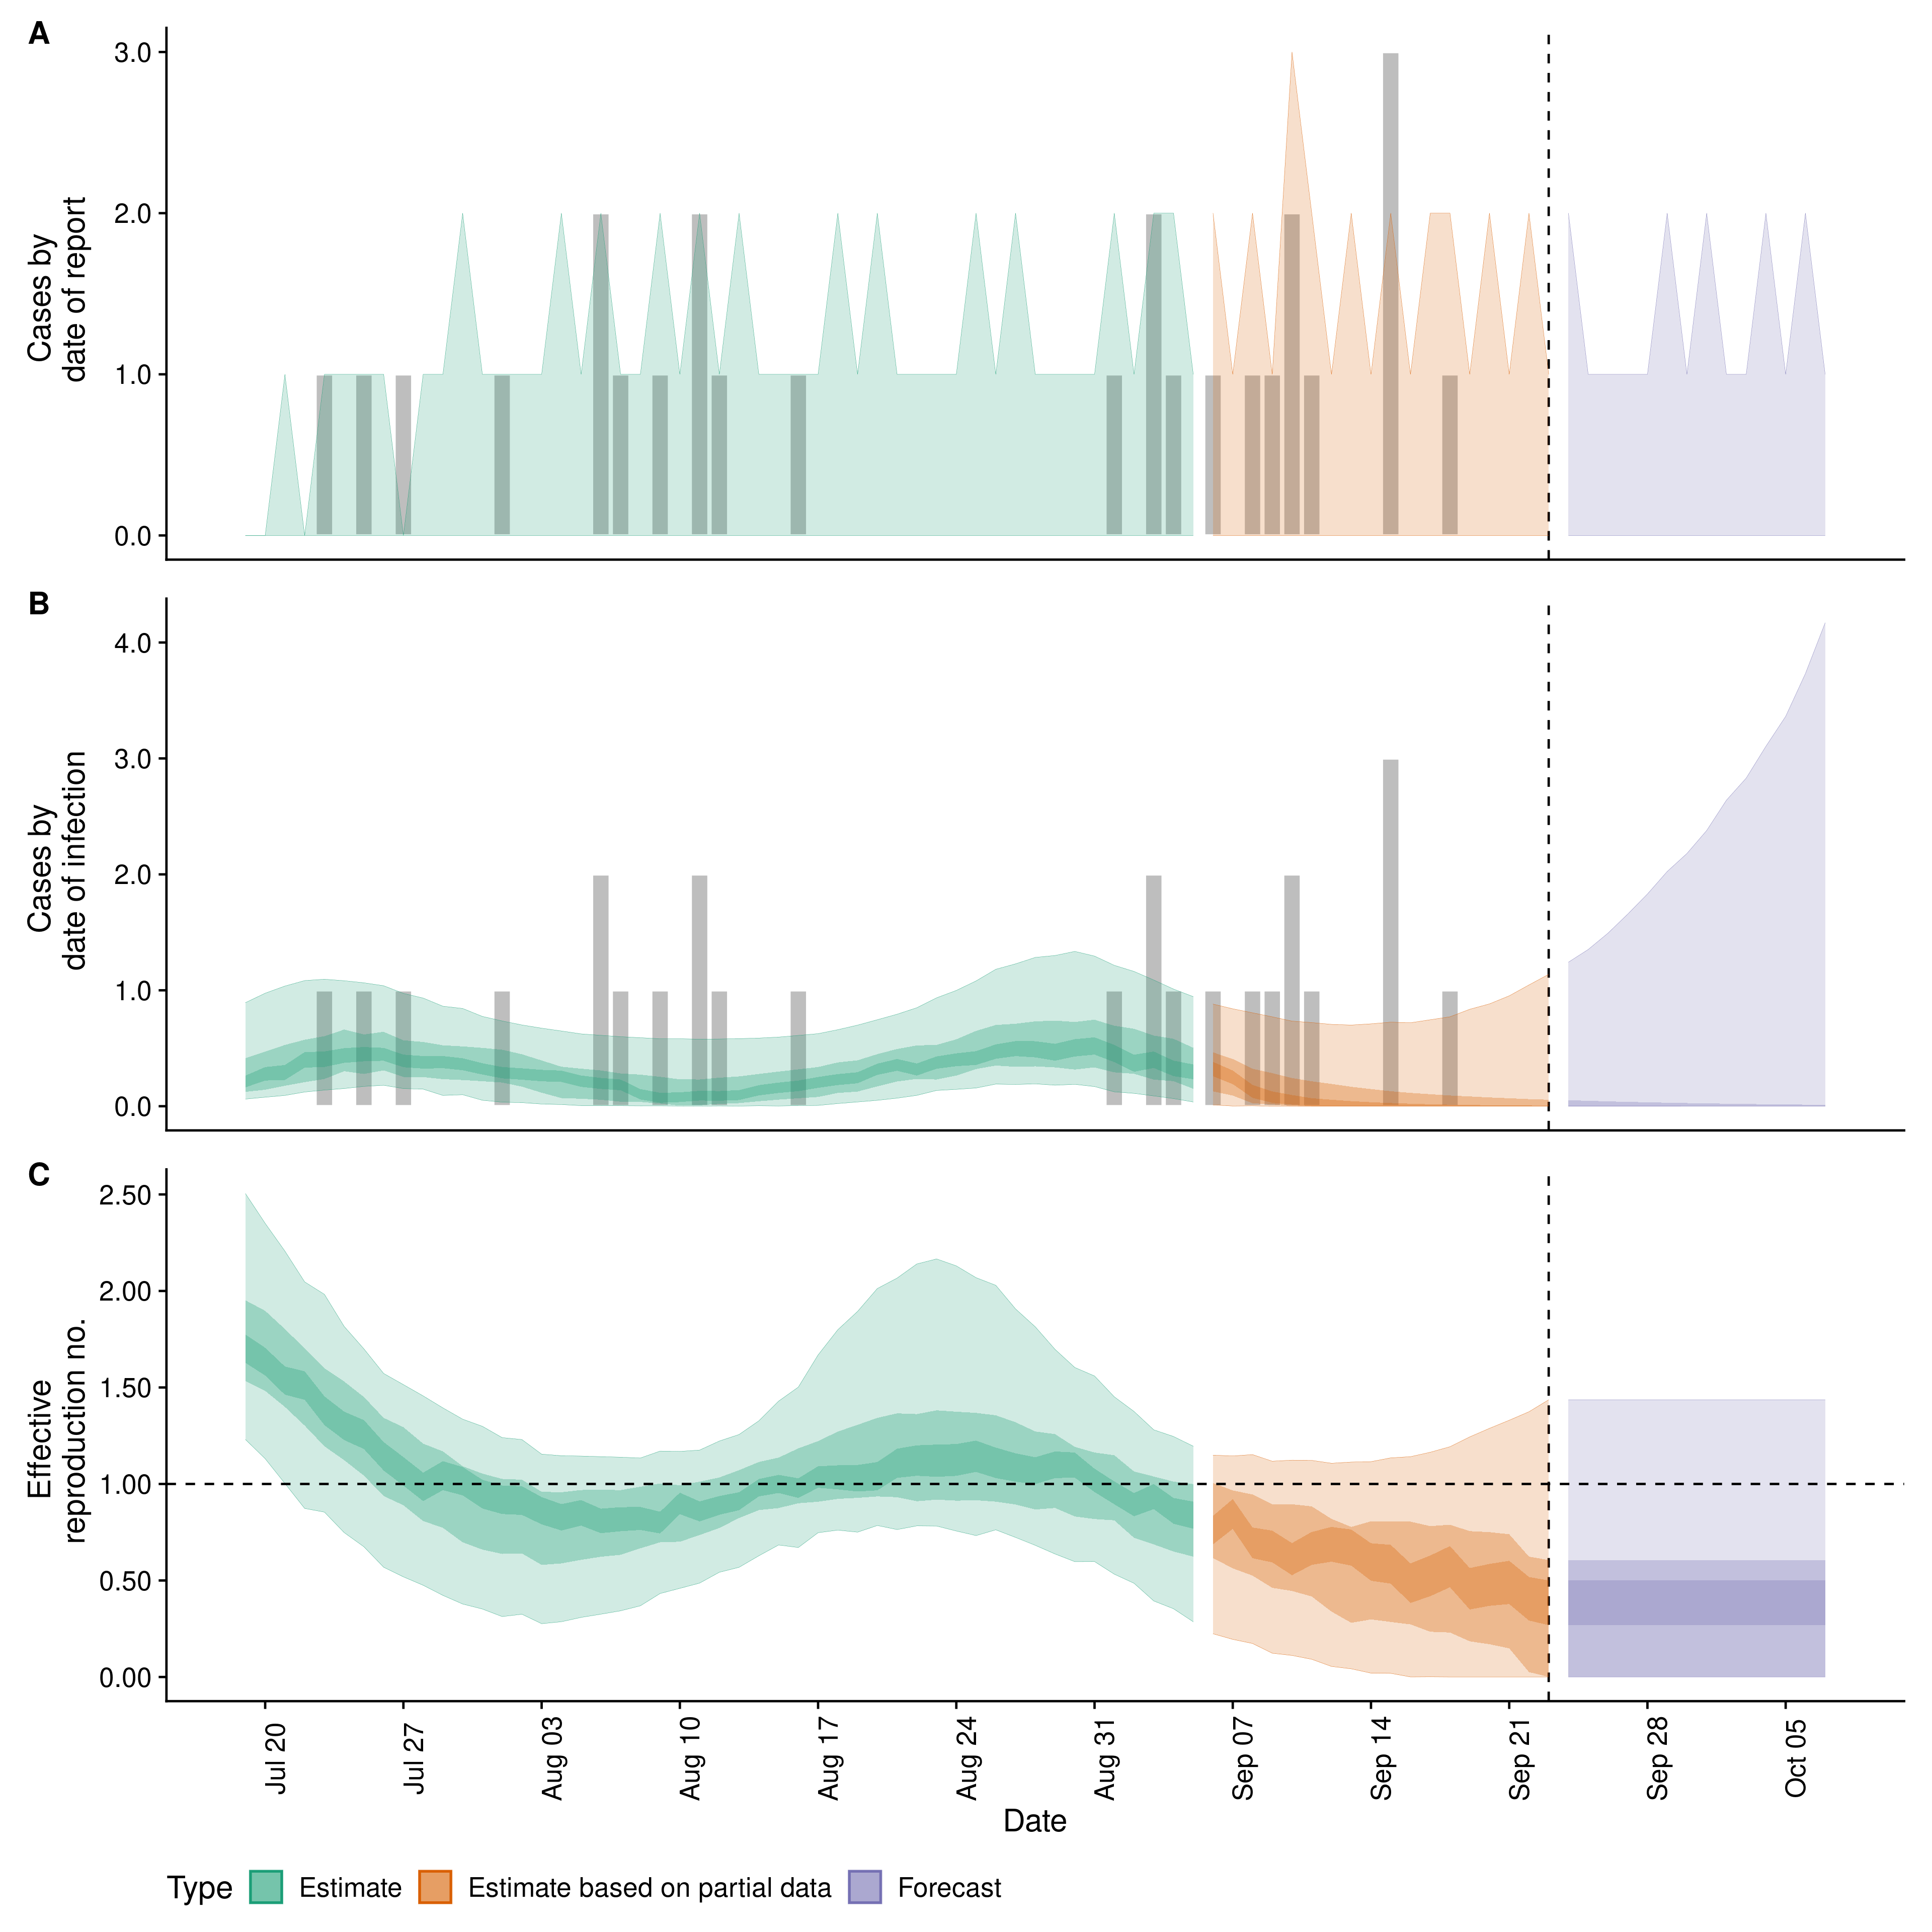 A
3.0
2.0
1.0
0.0
Cases by
date of report
B
4.0
3.0
2.0
1.0
0.0
Cases by
date of infection
C
2.50
2.00
1.50
1.00
0.50
0.00
Effective
reproduction no.
Jul 20
Jul 27
Aug 03
Aug 10
Aug 17
Aug 24
Aug 31
Sep 07
Sep 14
Sep 21
Sep 28
Oct 05
Date
Type Estimate Estimate based on partial data Forecast